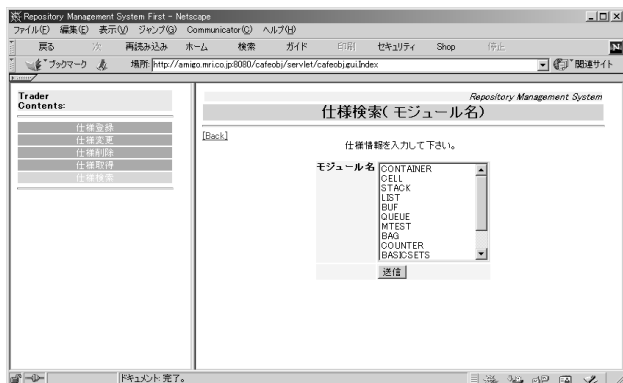 Repository Management System First - Netscape
ファイル(F) 編集(E) 表示(V) ジャンプ(G) Communicator(C) ヘルプ(H)
戻る 次 再読み込み ホーム 検索 ガイド 印刷 セキュリティ Shop 停止
ブックマーク 場所: http://amigo.mri.co.jp:8080/cafeobj/servlet/cafeobj.gui.Index 関連サイト
Trader
Contents:
仕様登録
仕様変更
仕様削除
仕様取得
仕様検索
Repository Management System
仕様検索(モジュール名)
[Back]
仕様情報を入力して下さい。
モジュール名
CONTAINER
CELL
STACK
LIST
BUF
QUEUE
MTEST
BAG
COUNTER
BASICSETS
送信
ドキュメント: 完了。